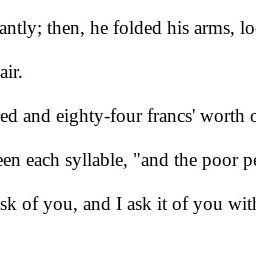 antly; then, he folded his arms, lo
air.
ed and eighty-four francs' worth o
en each syllable, "and the poor pe
sk of you, and I ask it of you with